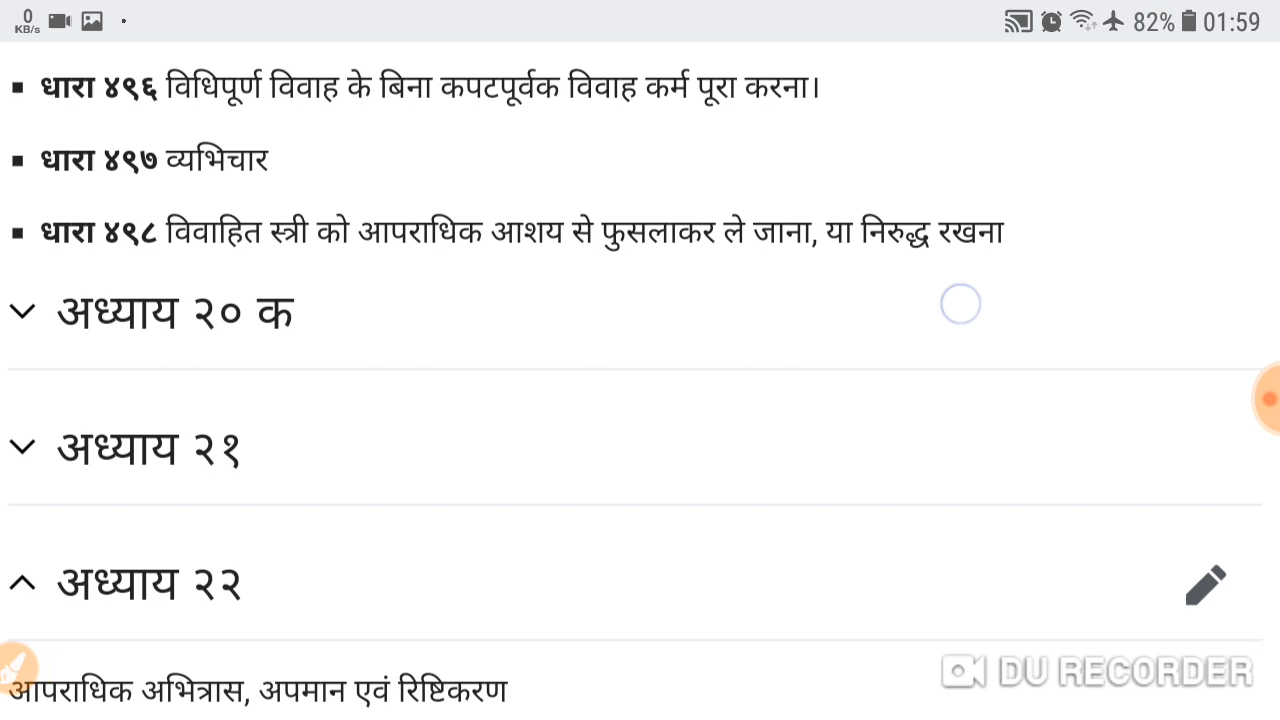 0
KB/s
82% 01:59
▪ धारा ४९६ विधिपूर्ण विवाह के बिना कपटपूर्वक विवाह कर्म पूरा करना।
▪ धारा ४९७ व्यभिचार
▪ धारा ४९८ विवाहित स्त्री को आपराधिक आशय से फुसलाकर ले जाना, या निरुद्ध रखना
अध्याय २० क
अध्याय २१
अध्याय २२
आपराधिक अभित्रास, अपमान एवं रिष्टिकरण
DU RECORDER